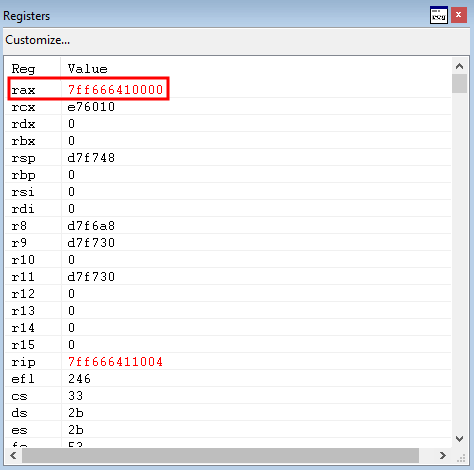 Registers
Customize...
Reg Value
rax 7ff666410000
rcx e76010
rdx 0
rbx 0
rsp d7f748
rbp 0
rsi 0
rdi 0
r8 d7f6a8
r9 d7f730
r10 0
r11 d7f730
r12 0
r13 0
r14 0
r15 0
rip 7ff666411004
efl 246
cs 33
ds 2b
es 2b
fs 53